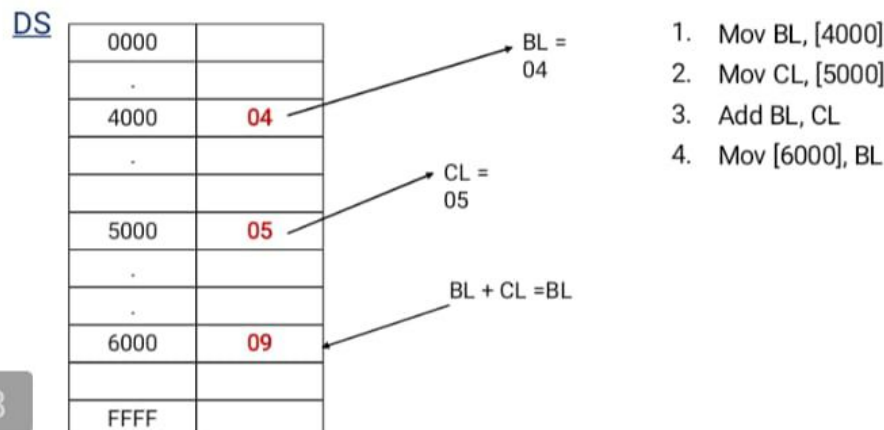 DS
0000
.
4000 04
.
5000 05
.
.
6000 09
FFFF
BL =
04
CL =
05
BL + CL =BL
1. Mov BL, [4000]
2. Mov CL, [5000]
3. Add BL, CL
4. Mov [6000], BL